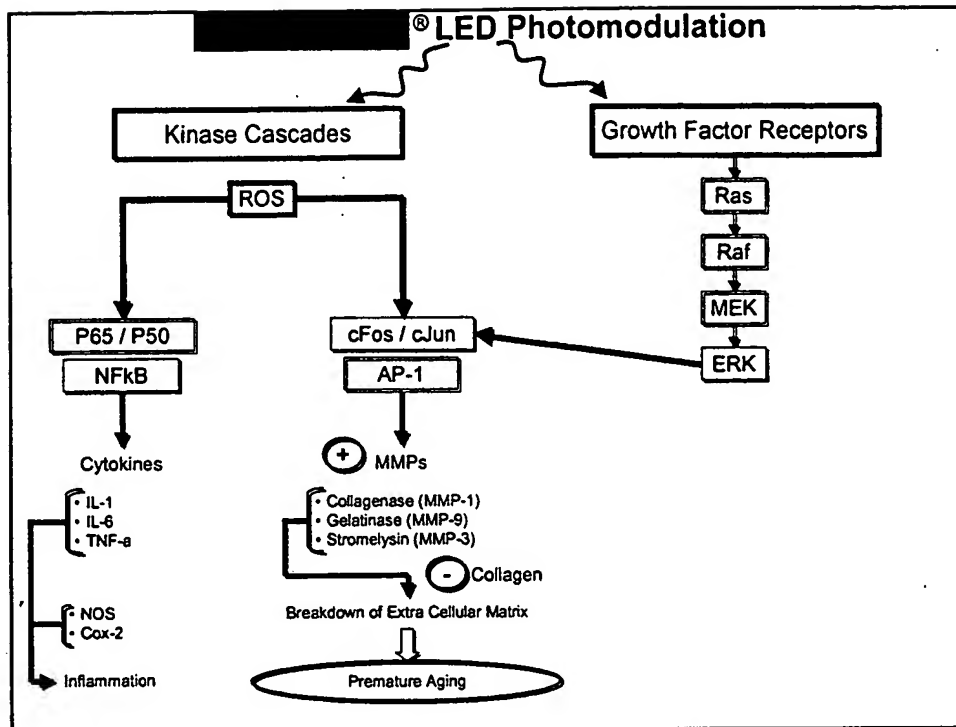 ® LED Photomodulation
Kinase Cascades
Growth Factor Receptors
ROS
Ras
Raf
MEK
ERK
P65 / P50
NFkB
cFos / cJun
AP-1
Cytokines
• IL-1
• IL-6
• TNF-a
• NOS
• Cox-2
Inflammation
+ MMPs
• Collagenase (MMP-1)
• Gelatinase (MMP-9)
• Stromelysin (MMP-3)
- Collagen
Breakdown of Extra Cellular Matrix
Premature Aging